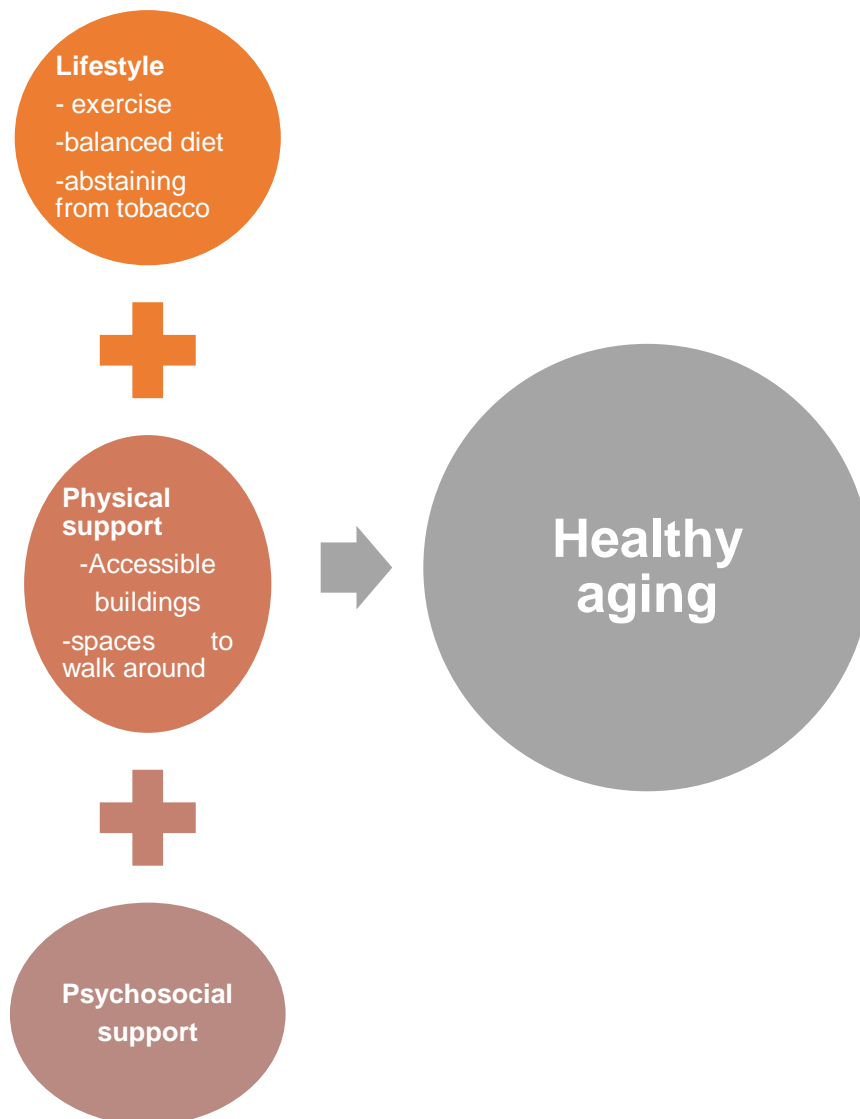 Lifestyle
- exercise
-balanced diet
-abstaining
from tobacco
Physical
support
-Accessible
buildings
-spaces to
walk around
Healthy
aging
Psychosocial
support